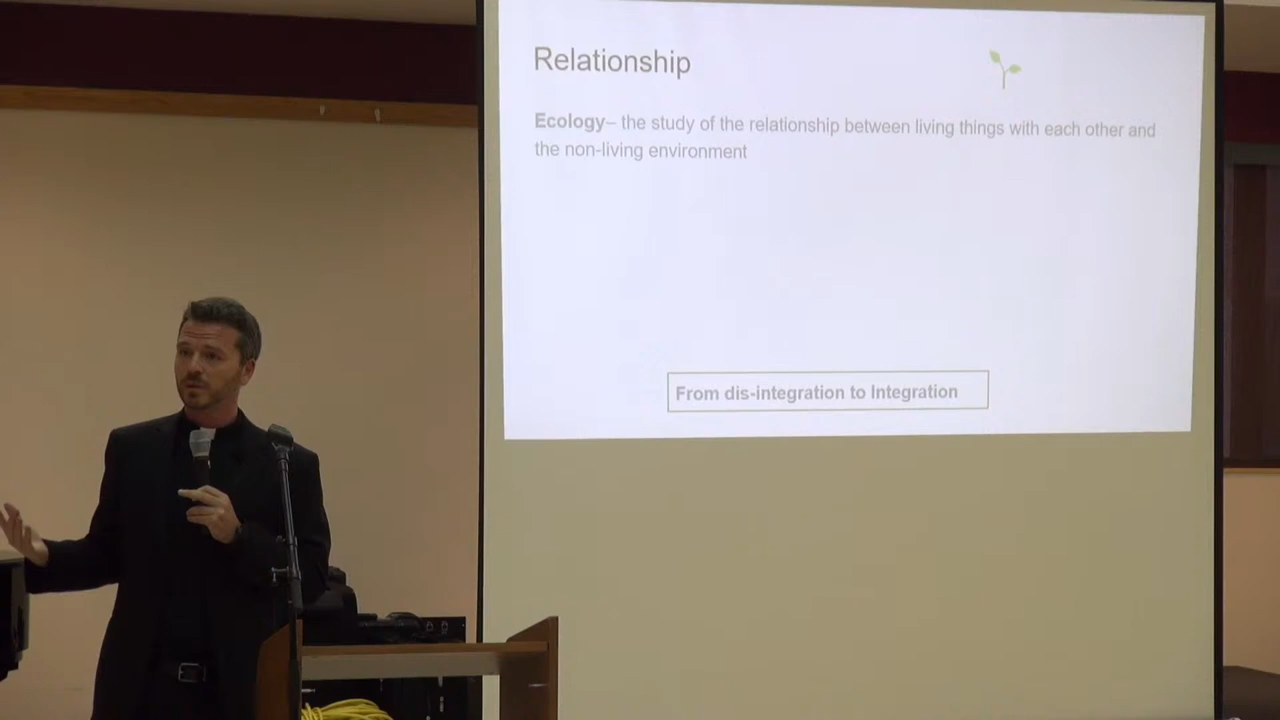 Relationship
Ecology– the study of the relationship between living things with each other and
the non-living environment
From dis-integration to Integration